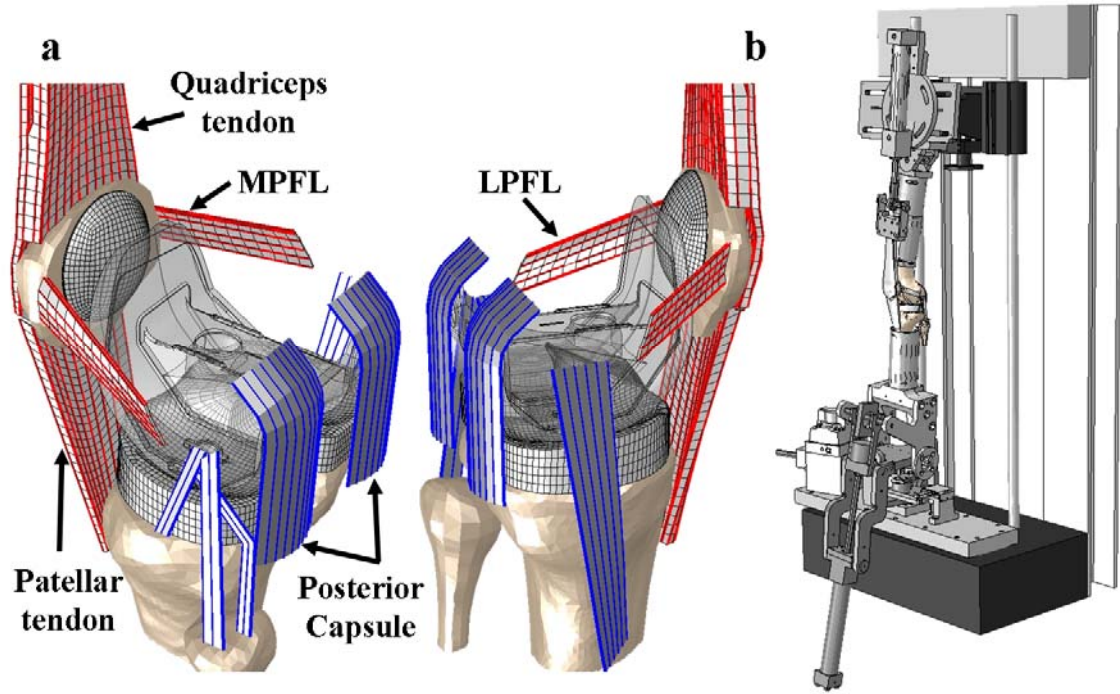 a
b
Quadriceps
tendon
MPFL
LPFL
Patellar
tendon
Posterior
Capsule